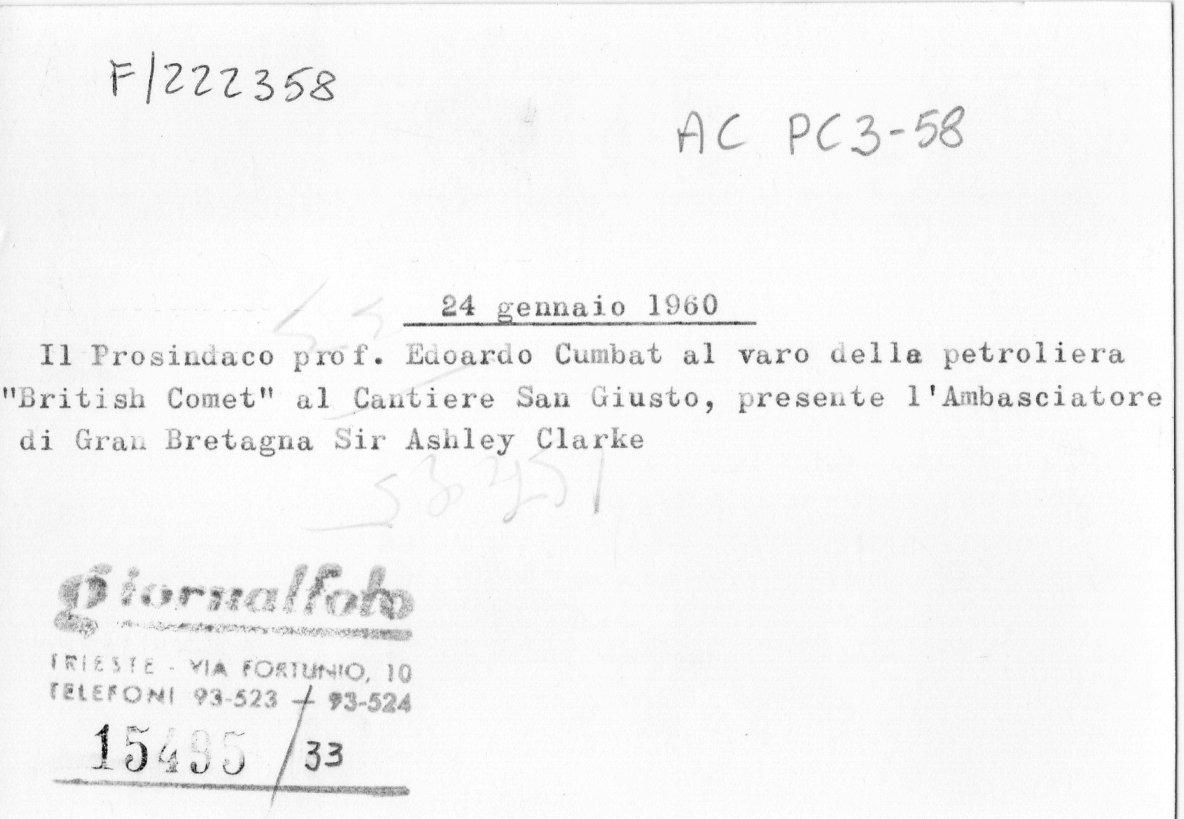 F/222358
AC PC3-58
24 gennaio 1960
Il Prosindaco prof. Edoardo Cumbat al varo della petroliera
"British Comet" al Cantiere San Giusto, presente l'Ambasciatore
di Gran Bretagna Sir Ashley Clarke
giornalfoto
TRIESTE - VIA FORTUNIO, 10
TELEFONI 93-523 - 93-524
15495 / 33